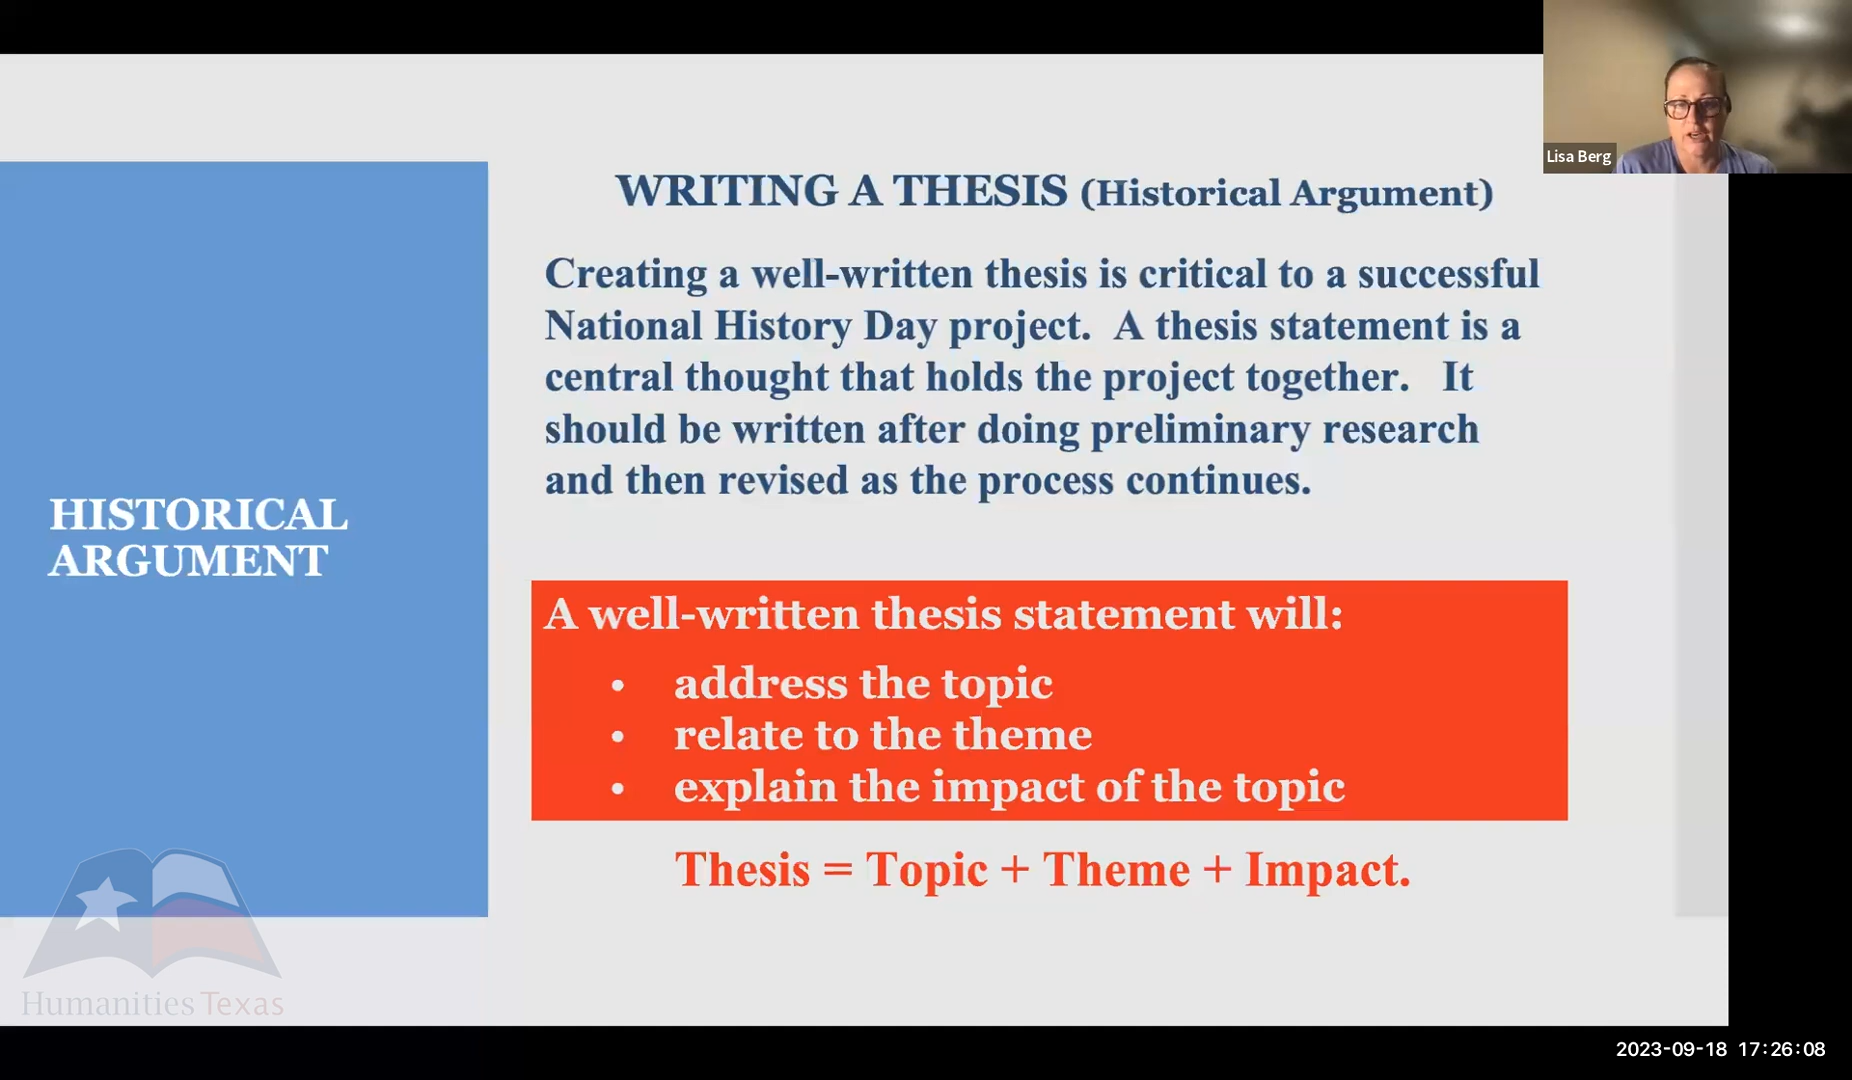 Lisa Berg
WRITING A THESIS (Historical Argument)
Creating a well-written thesis is critical to a successful
National History Day project.  A thesis statement is a
central thought that holds the project together.   It
should be written after doing preliminary research
and then revised as the process continues.
HISTORICAL
ARGUMENT
A well-written thesis statement will:
• address the topic
• relate to the theme
• explain the impact of the topic
Thesis = Topic + Theme + Impact.
Humanities Texas
2023-09-18 17:26:08